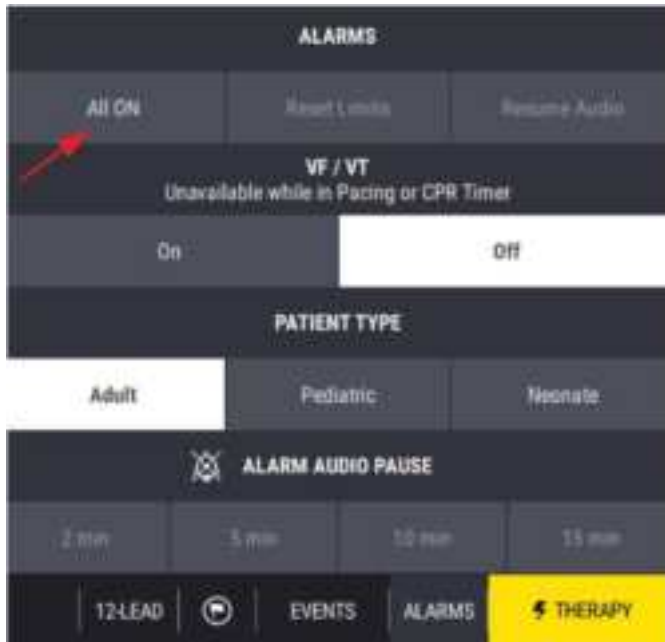 ALARMS
All ON Reset Limits Resume Audio
VF / VT
Unavailable while in Pacing or CPR Timer
On Off
PATIENT TYPE
Adult Pediatric Neonate
ALARM AUDIO PAUSE
2 min 5 min 10 min 15 min
12-LEAD EVENTS ALARMS THERAPY